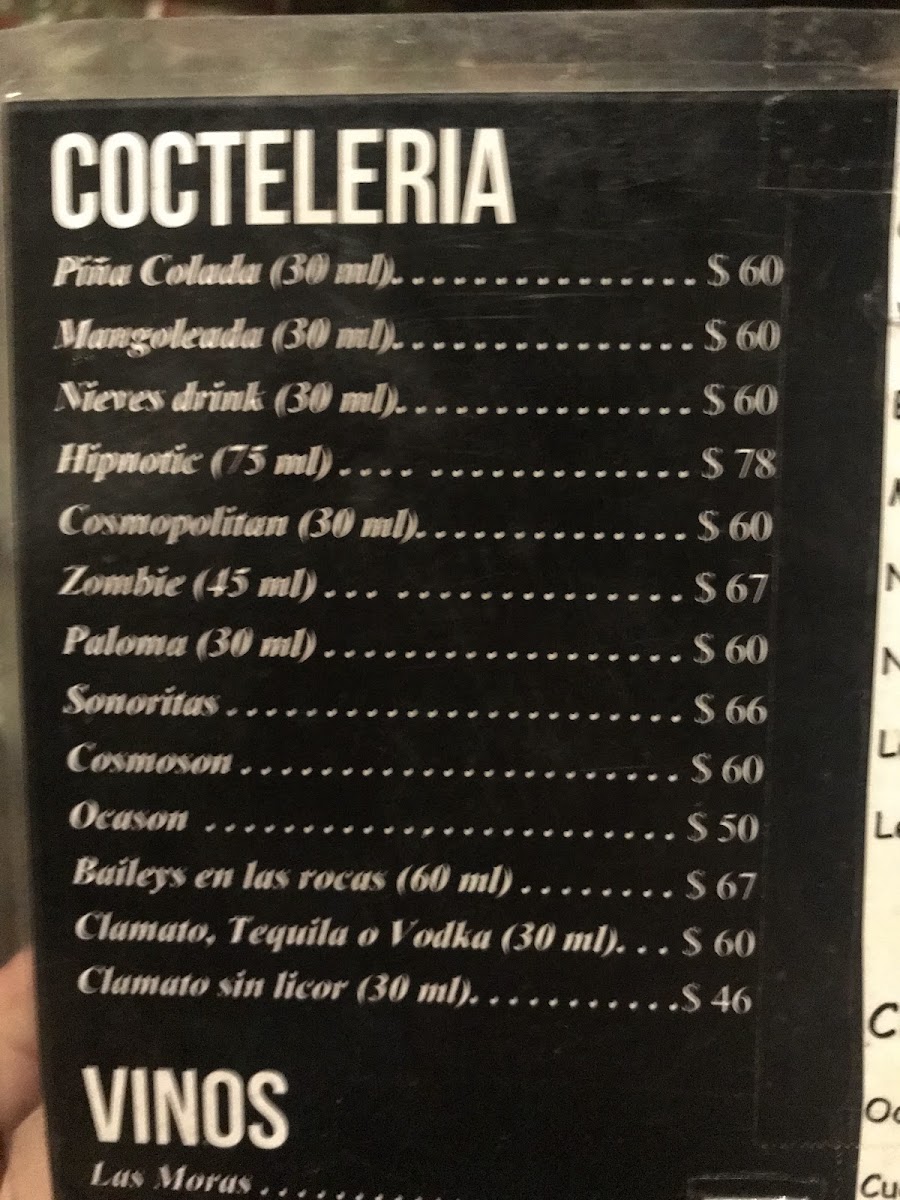 COCTELERIA
Piña Colada (30 ml)............... $ 60
Mangoleada (30 ml)............... $ 60
Nieves drink (30 ml)............... $ 60
Hipnotic (75 ml).... ............. $ 78
Cosmopolitan (30 ml).............. $ 60
Zombie (45 ml)... ............... $ 67
Paloma (30 ml).................. $ 60
Sonoritas....................... $ 66
Cosmoson...................... $ 60
Ocason ........................ $ 50
Baileys en las rocas (60 ml)........ $ 67
Clamato, Tequila o Vodka (30 ml)... $ 60
Clamato sin licor (30 ml)...........$ 46
VINOS
Las Moras..........